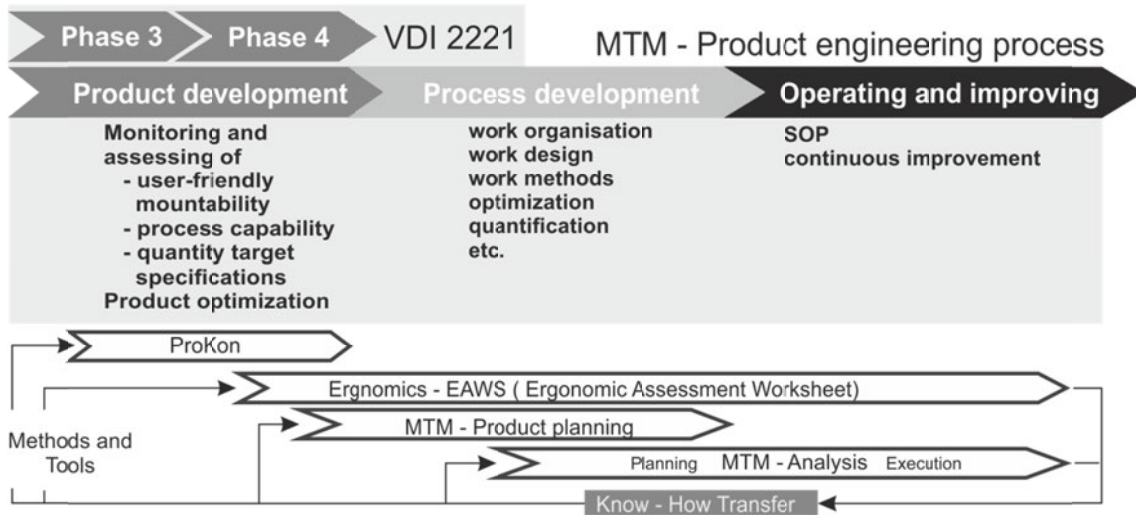 Phase 3 Phase 4 VDI 2221 MTM - Product engineering process
Product development Process development Operating and improving
Monitoring and
assessing of
- user-friendly
mountability
- process capability
- quantity target
specifications
Product optimization
work organisation
work design
work methods
optimization
quantification
etc.
SOP
continuous improvement
ProKon
Ergnomics - EAWS ( Ergonomic Assessment Worksheet)
MTM - Product planning
Methods and
Tools
Planning MTM - Analysis Execution
Know - How Transfer